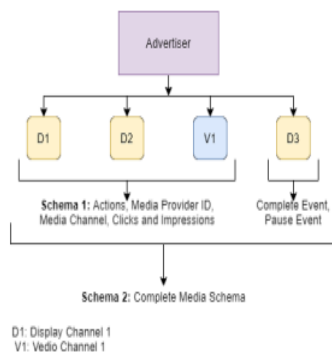 Advertiser
D1 D2 V1 D3
Schema 1: Actions, Media Provider ID,
Media Channel, Clicks and Impressions
Complete Event,
Pause Event
Schema 2: Complete Media Schema
D1: Display Channel 1
V1: Vedio Channel 1